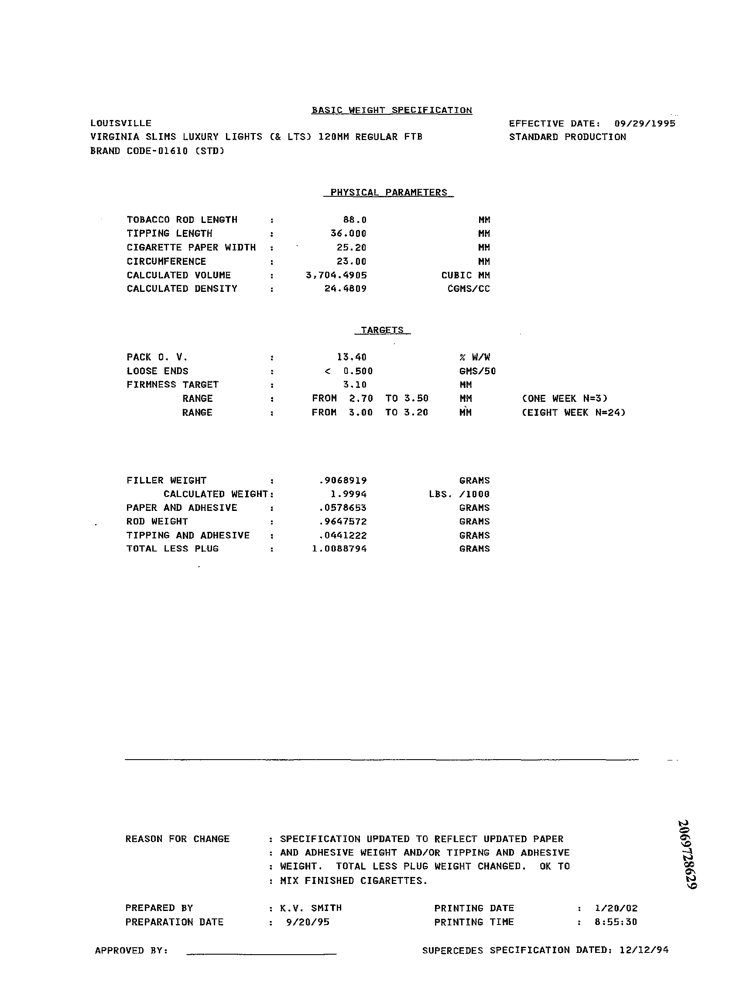 BASIC WEIGHT SPECIFICATION
LOUISVILLE EFFECTIVE DATE: 09/29/1995
VIRGINIA SLIMS LUXURY LIGHTS (& LTS) 120MM REGULAR FTB STANDARD PRODUCTION
BRAND CODE-01610 (STD)
PHYSICAL PARAMETERS
TOBACCO ROD LENGTH : 88.0 MM
TIPPING LENGTH : 36.000 MM
CIGARETTE PAPER WIDTH : 25.20 MM
CIRCUMFERENCE : 23.00 MM
CALCULATED VOLUME : 3,704.4905 CUBIC MM
CALCULATED DENSITY : 24.4809 CGMS/CC
TARGETS
PACK O. V. : 13.40 % W/W
LOOSE ENDS : < 0.500 GMS/50
FIRMNESS TARGET : 3.10 MM
RANGE : FROM 2.70 TO 3.50 MM (ONE WEEK N=3)
RANGE : FROM 3.00 TO 3.20 MM (EIGHT WEEK N=24)
FILLER WEIGHT : .9068919 GRAMS
CALCULATED WEIGHT: 1.9994 LBS. /1000
PAPER AND ADHESIVE : .0578653 GRAMS
ROD WEIGHT : .9647572 GRAMS
TIPPING AND ADHESIVE : .0441222 GRAMS
TOTAL LESS PLUG : 1.0088794 GRAMS
REASON FOR CHANGE : SPECIFICATION UPDATED TO REFLECT UPDATED PAPER
: AND ADHESIVE WEIGHT AND/OR TIPPING AND ADHESIVE
: WEIGHT. TOTAL LESS PLUG WEIGHT CHANGED. OK TO
: MIX FINISHED CIGARETTES.
PREPARED BY : K.V. SMITH PRINTING DATE : 1/20/02
PREPARATION DATE : 9/20/95 PRINTING TIME : 8:55:30
APPROVED BY: SUPERCEDES SPECIFICATION DATED: 12/12/94
2069728629